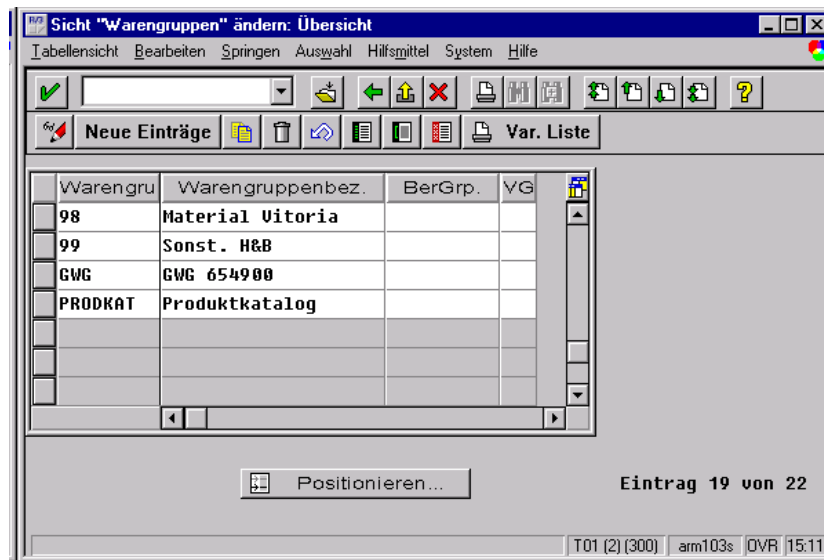 Sicht "Warengruppen" ändern: Übersicht
Tabellensicht Bearbeiten Springen Auswahl Hilfsmittel System Hilfe
Neue Einträge Var. Liste
Warengru Warengruppenbez. BerGrp. VG
98 Material Vitoria
99 Sonst. H&B
GWG GWG 654900
PRODKAT Produktkatalog
Positionieren... Eintrag 19 von 22
T01 (2) (300) arm103s OVR 15:11